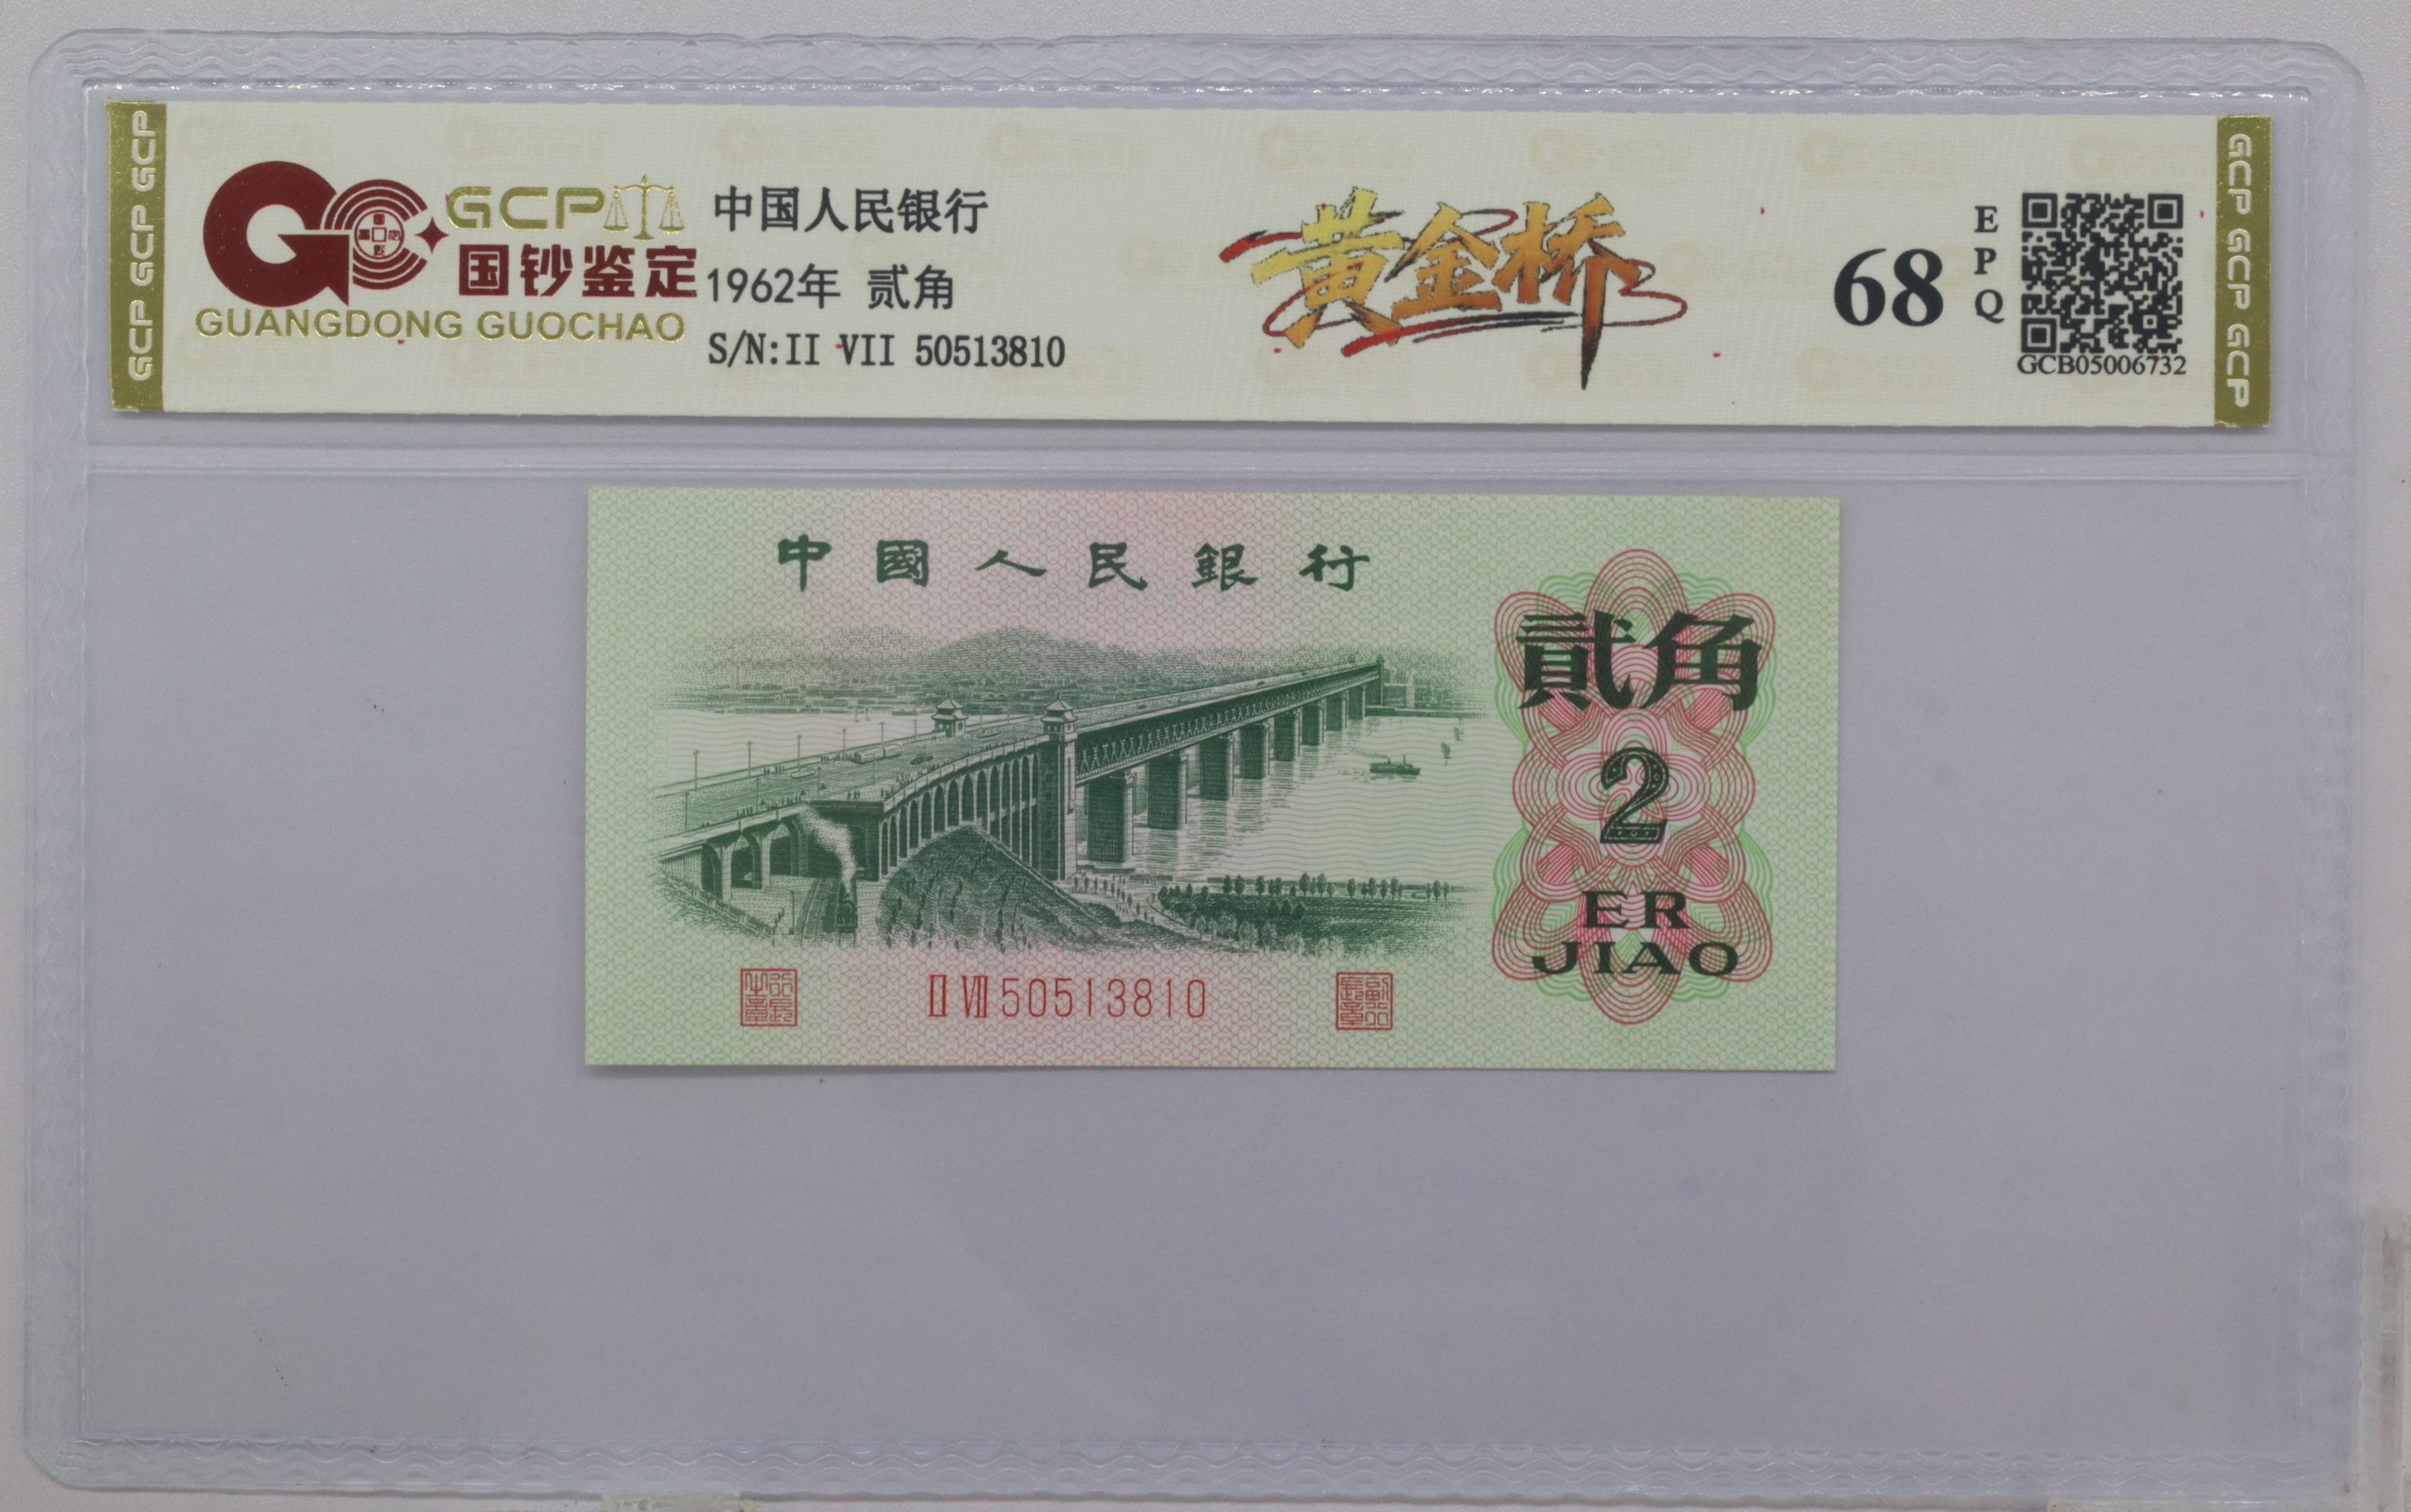 GCP GCP GCP
GCP
国钞鉴定
GUANGDONG GUOCHAO
中国人民银行
1962年 贰角
S/N:II VII 50513810
黄金桥
68
EPQ
GCB05006732
GCP GCP GCP
中國人民銀行
貳角
2
ER
JIAO
II VII 50513810